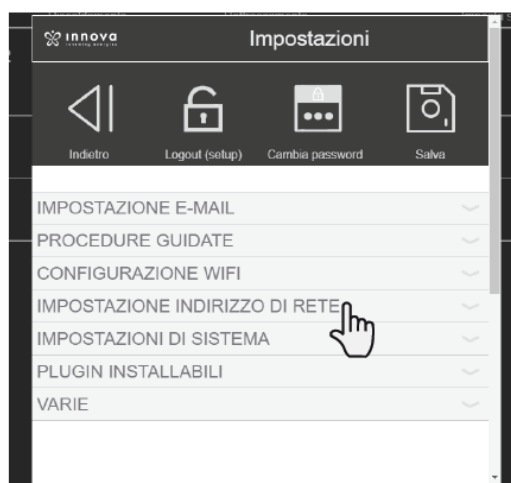 innova
Impostazioni
Indietro
Logout (setup)
Cambia password
Salva
IMPOSTAZIONE E-MAIL
PROCEDURE GUIDATE
CONFIGURAZIONE WIFI
IMPOSTAZIONE INDIRIZZO DI RETE
IMPOSTAZIONI DI SISTEMA
PLUGIN INSTALLABILI
VARIE